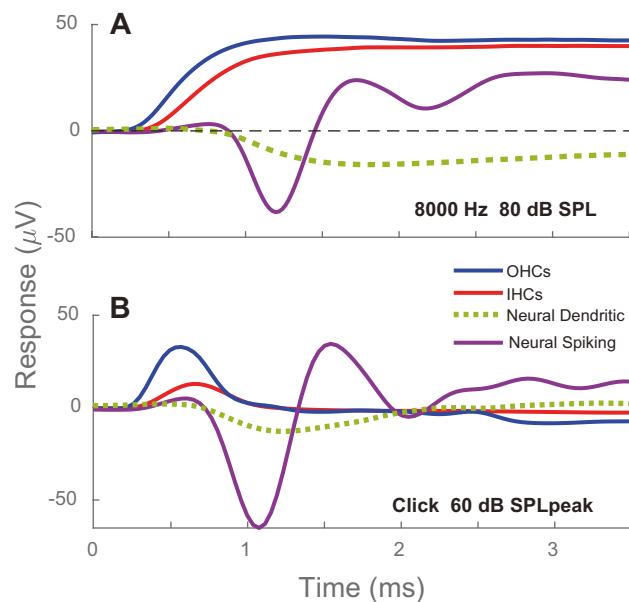 A
50
0
-50
8000 Hz 80 dB SPL
OHCs
IHCs
Neural Dendritic
Neural Spiking
B
50
0
-50
Click 60 dB SPLpeak
0
1
2
3
Time (ms)
Response (μV)